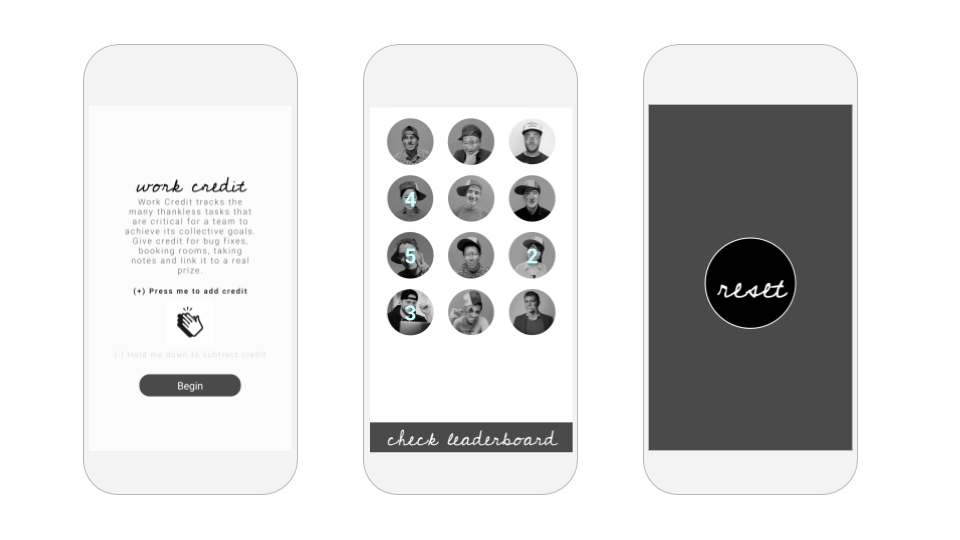 work credit
Work Credit tracks the
many thankless tasks that
are critical for a team to
achieve its collective goals.
Give credit for bug fixes,
booking rooms, taking
notes and link it to a real
prize.
(+) Press me to add credit
(-) Hold me down to subtract credit
Begin
4
5
2
3
check leaderboard
reset